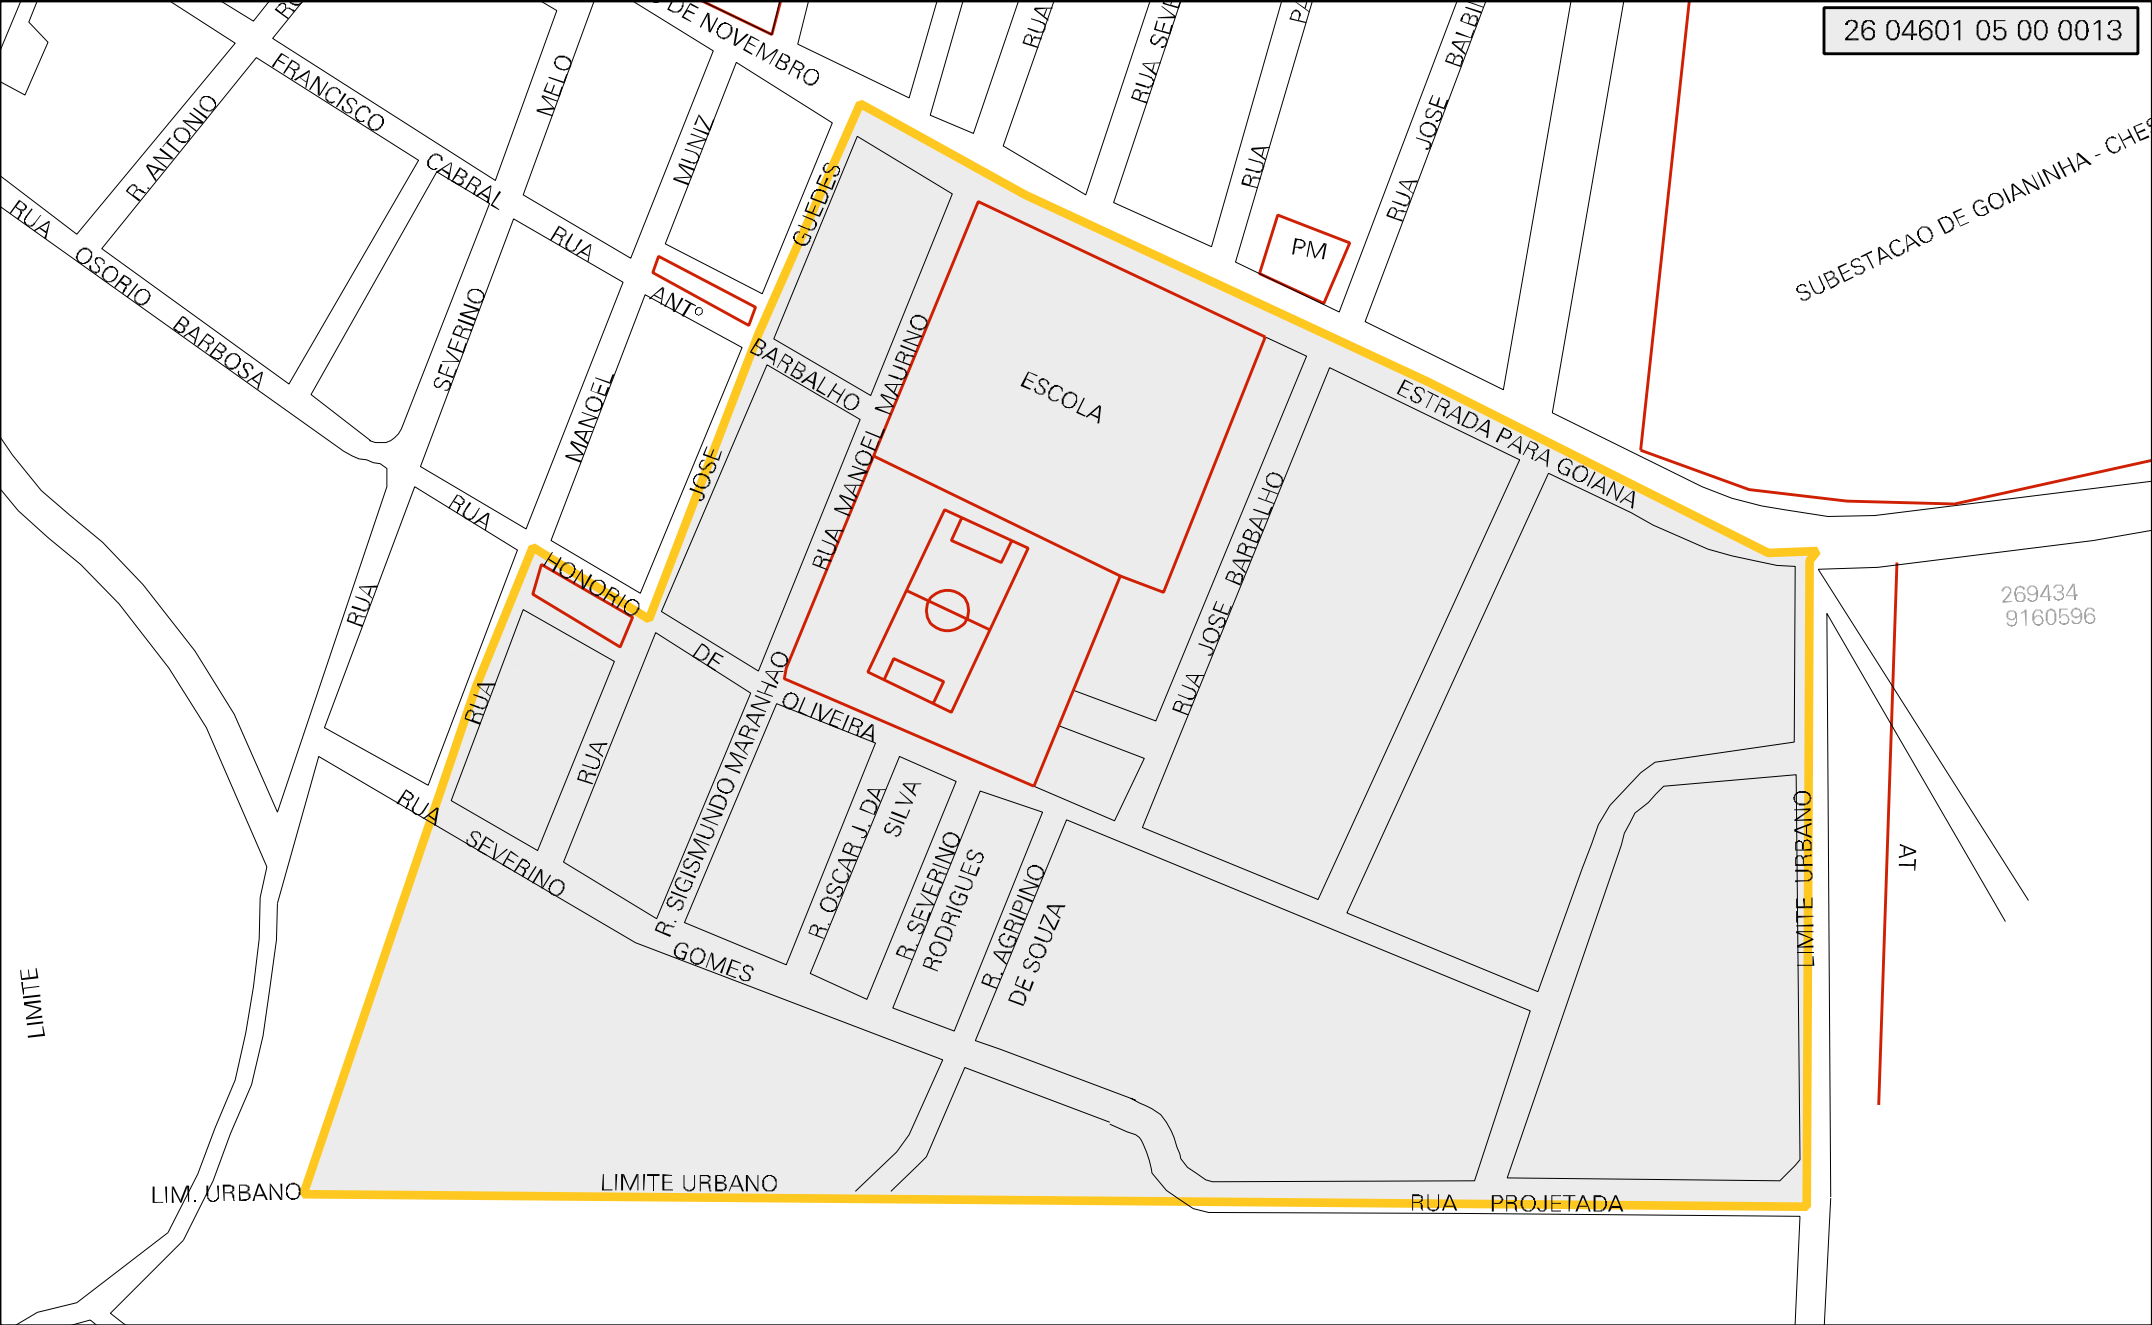 26 04601 05 00 0013
DE NOVEMBRO
RUA
RUA SEVE
RUA
RUA JOSE BALBI
FRANCISCO
CABRAL
R. ANTONIO
MELO
MUNIZ
GUEDES
SUBESTACAO DE GOIANINHA - CHES
PM
RUA OSORIO BARBOSA
RUA
ANTº
BARBALHO
SEVERINO
MANOEL
JOSE
RUA MANOEL MAURINO
ESCOLA
ESTRADA PARA GOIANA
RUA JOSE BARBALHO
RUA
HONORIO
DE
OLIVEIRA
RUA
RUA
RUA
269434
9160596
R. SIGISMUNDO MARANHAO
R. OSCAR J. DA
SILVA
R. SEVERINO
RODRIGUES
R. AGRIPINO
DE SOUZA
RUA
SEVERINO
GOMES
LIMITE URBANO
AT
LIMITE
LIM. URBANO
LIMITE URBANO
RUA PROJETADA